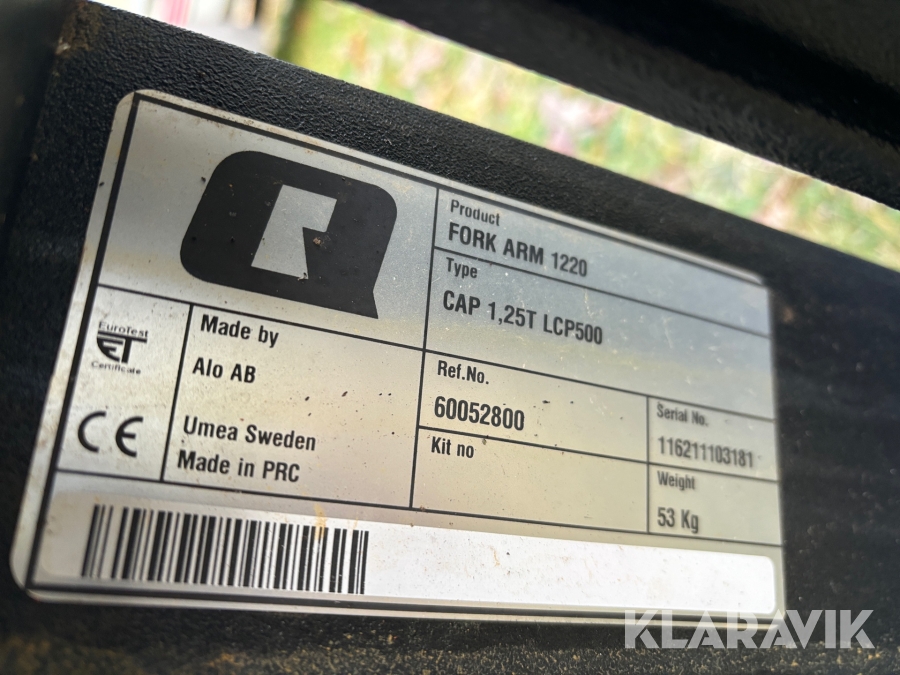 Product
FORK ARM 1220
Type
CAP 1,25T LCP500
EuroTest
ET
Certificate
CE
Made by
Alo AB
Umea Sweden
Made in PRC
Ref.No.
60052800
Serial No.
116211103181
Kit no
Weight
53 Kg
KLARAVIK